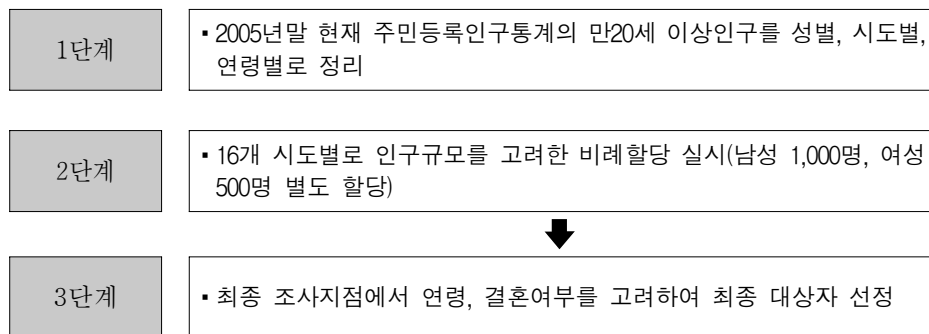 1단계
▪ 2005년말 현재 주민등록인구통계의 만20세 이상인구를 성별, 시도별,
연령별로 정리
2단계
▪ 16개 시도별로 인구규모를 고려한 비례할당 실시(남성 1,000명, 여성
500명 별도 할당)
3단계
▪ 최종 조사지점에서 연령, 결혼여부를 고려하여 최종 대상자 선정